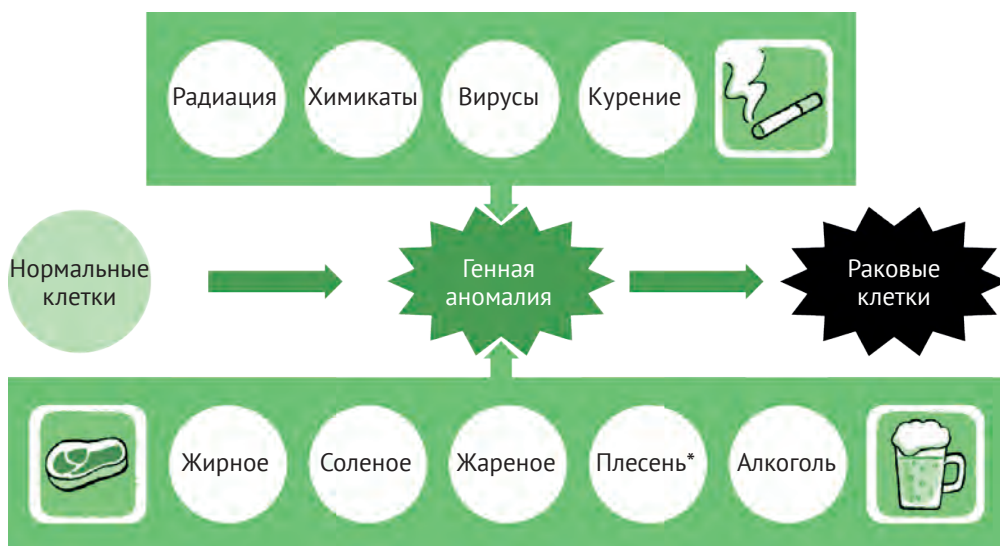 Радиация
Химикаты
Вирусы
Курение
Нормальные
клетки
Генная
аномалия
Раковые
клетки
Жирное
Соленое
Жареное
Плесень*
Алкоголь